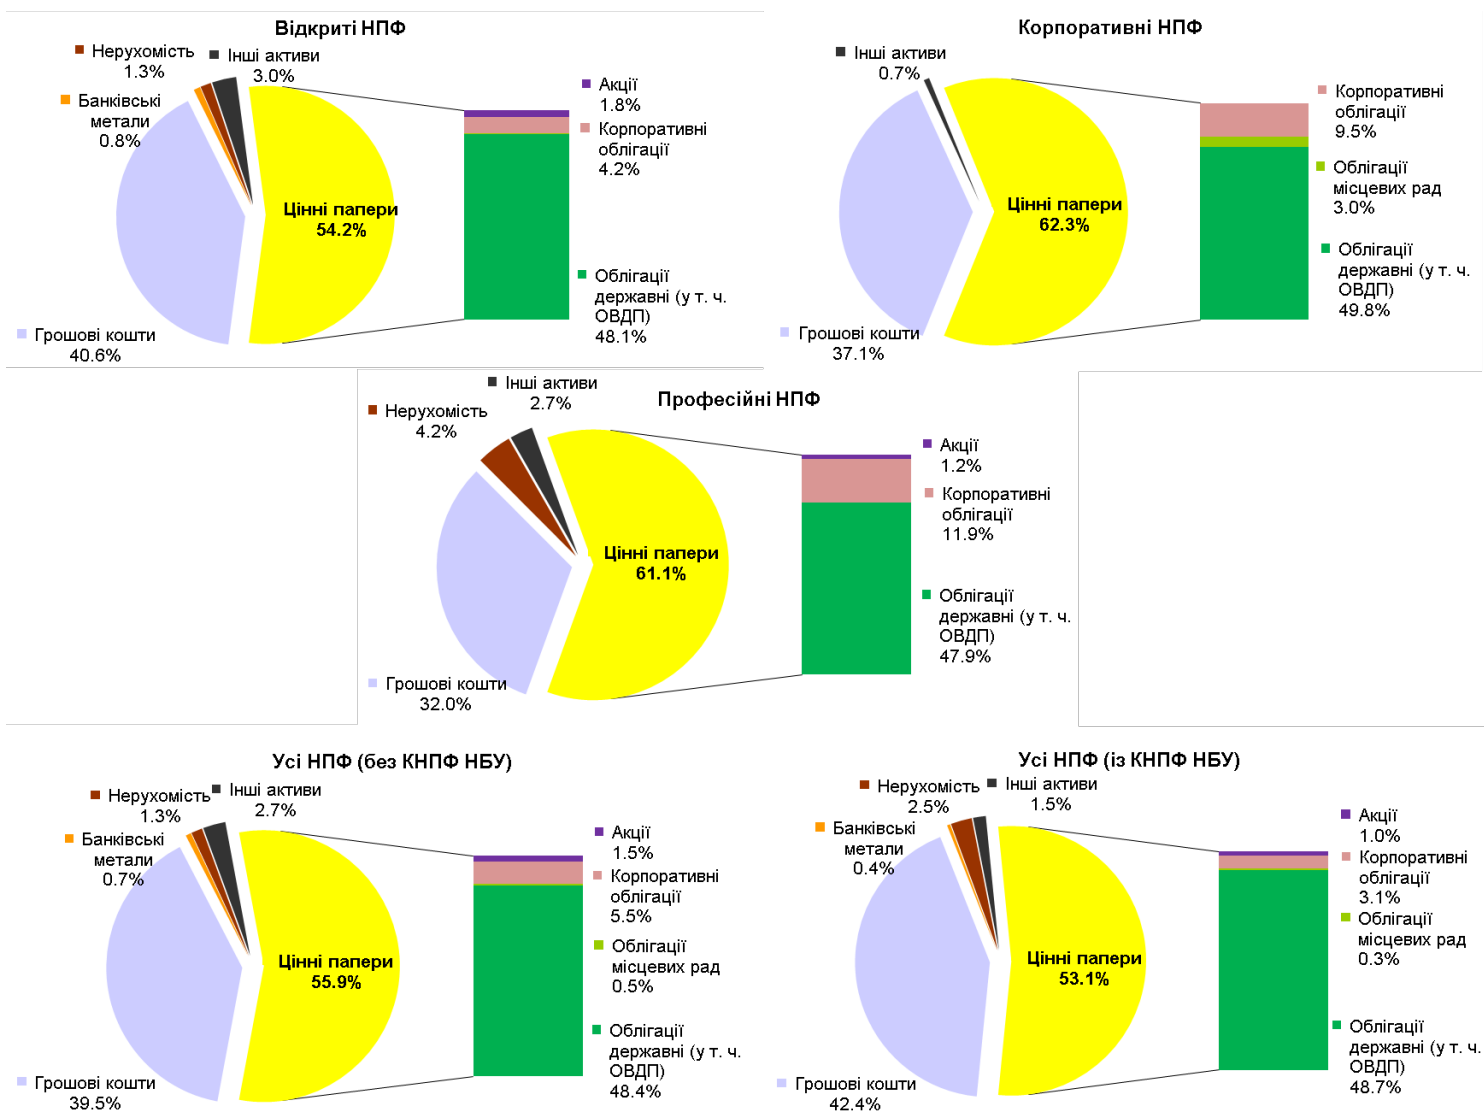 Відкриті НПФ
Нерухомість
1.3%
Інші активи
3.0%
Банківські
метали
0.8%
Грошові кошти
40.6%
Цінні папери
54.2%
Акції
1.8%
Корпоративні
облігації
4.2%
Облігації
державні (у т. ч.
ОВДП)
48.1%
Корпоративні НПФ
Інші активи
0.7%
Грошові кошти
37.1%
Цінні папери
62.3%
Корпоративні
облігації
9.5%
Облігації
місцевих рад
3.0%
Облігації
державні (у т. ч.
ОВДП)
49.8%
Професійні НПФ
Інші активи
2.7%
Нерухомість
4.2%
Грошові кошти
32.0%
Цінні папери
61.1%
Акції
1.2%
Корпоративні
облігації
11.9%
Облігації
державні (у т. ч.
ОВДП)
47.9%
Усі НПФ (без КНПФ НБУ)
Нерухомість
1.3%
Інші активи
2.7%
Банківські
метали
0.7%
Грошові кошти
39.5%
Цінні папери
55.9%
Акції
1.5%
Корпоративні
облігації
5.5%
Облігації
місцевих рад
0.5%
Облігації
державні (у т. ч.
ОВДП)
48.4%
Усі НПФ (із КНПФ НБУ)
Нерухомість
2.5%
Інші активи
1.5%
Банківські
метали
0.4%
Грошові кошти
42.4%
Цінні папери
53.1%
Акції
1.0%
Корпоративні
облігації
3.1%
Облігації
місцевих рад
0.3%
Облігації
державні (у т. ч.
ОВДП)
48.7%